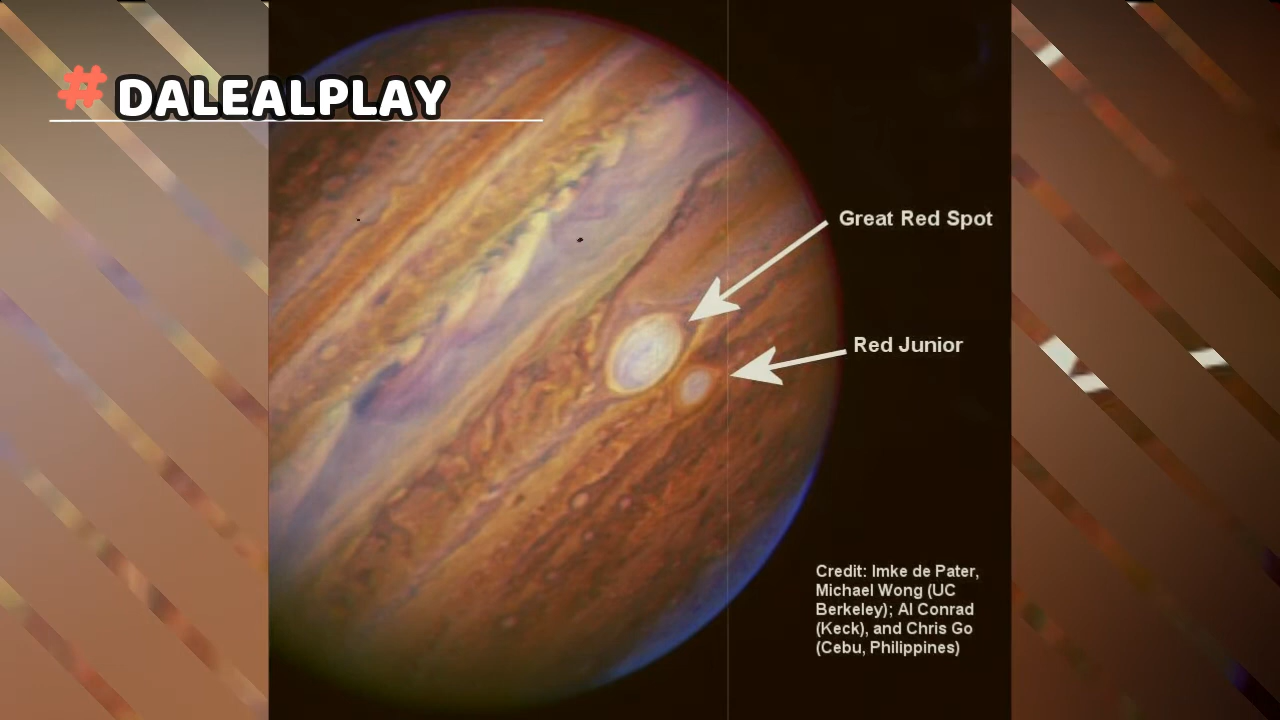 #DALEALPLAY
Great Red Spot
Red Junior
Credit: Imke de Pater,
Michael Wong (UC
Berkeley); Al Conrad
(Keck), and Chris Go
(Cebu, Philippines)